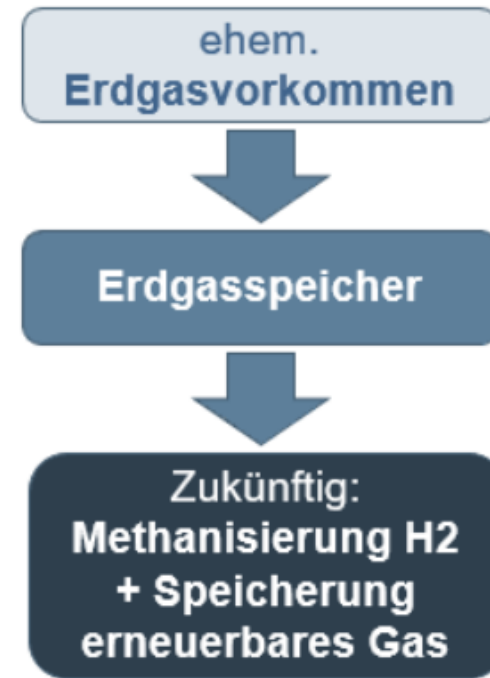 ehem.
Erdgasvorkommen
Erdgasspeicher
Zukünftig:
Methanisierung H2
+ Speicherung
erneuerbares Gas